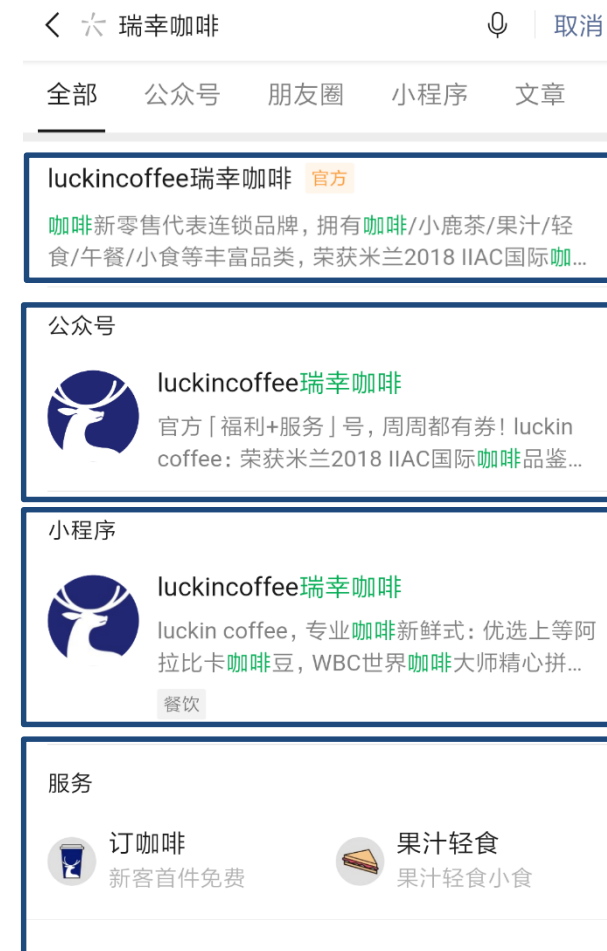 瑞幸咖啡
取消
全部 公众号 朋友圈 小程序 文章
luckincoffee瑞幸咖啡 官方
咖啡新零售代表连锁品牌，拥有咖啡/小鹿茶/果汁/轻
食/午餐/小食等丰富品类，荣获米兰2018 IIAC国际咖...
公众号
luckincoffee瑞幸咖啡
官方「福利+服务」号，周周都有券！luckin
coffee：荣获米兰2018 IIAC国际咖啡品鉴...
小程序
luckincoffee瑞幸咖啡
luckin coffee，专业咖啡新鲜式：优选上等阿
拉比卡咖啡豆，WBC世界咖啡大师精心拼...
餐饮
服务
订咖啡
新客首件免费
果汁轻食
果汁轻食小食